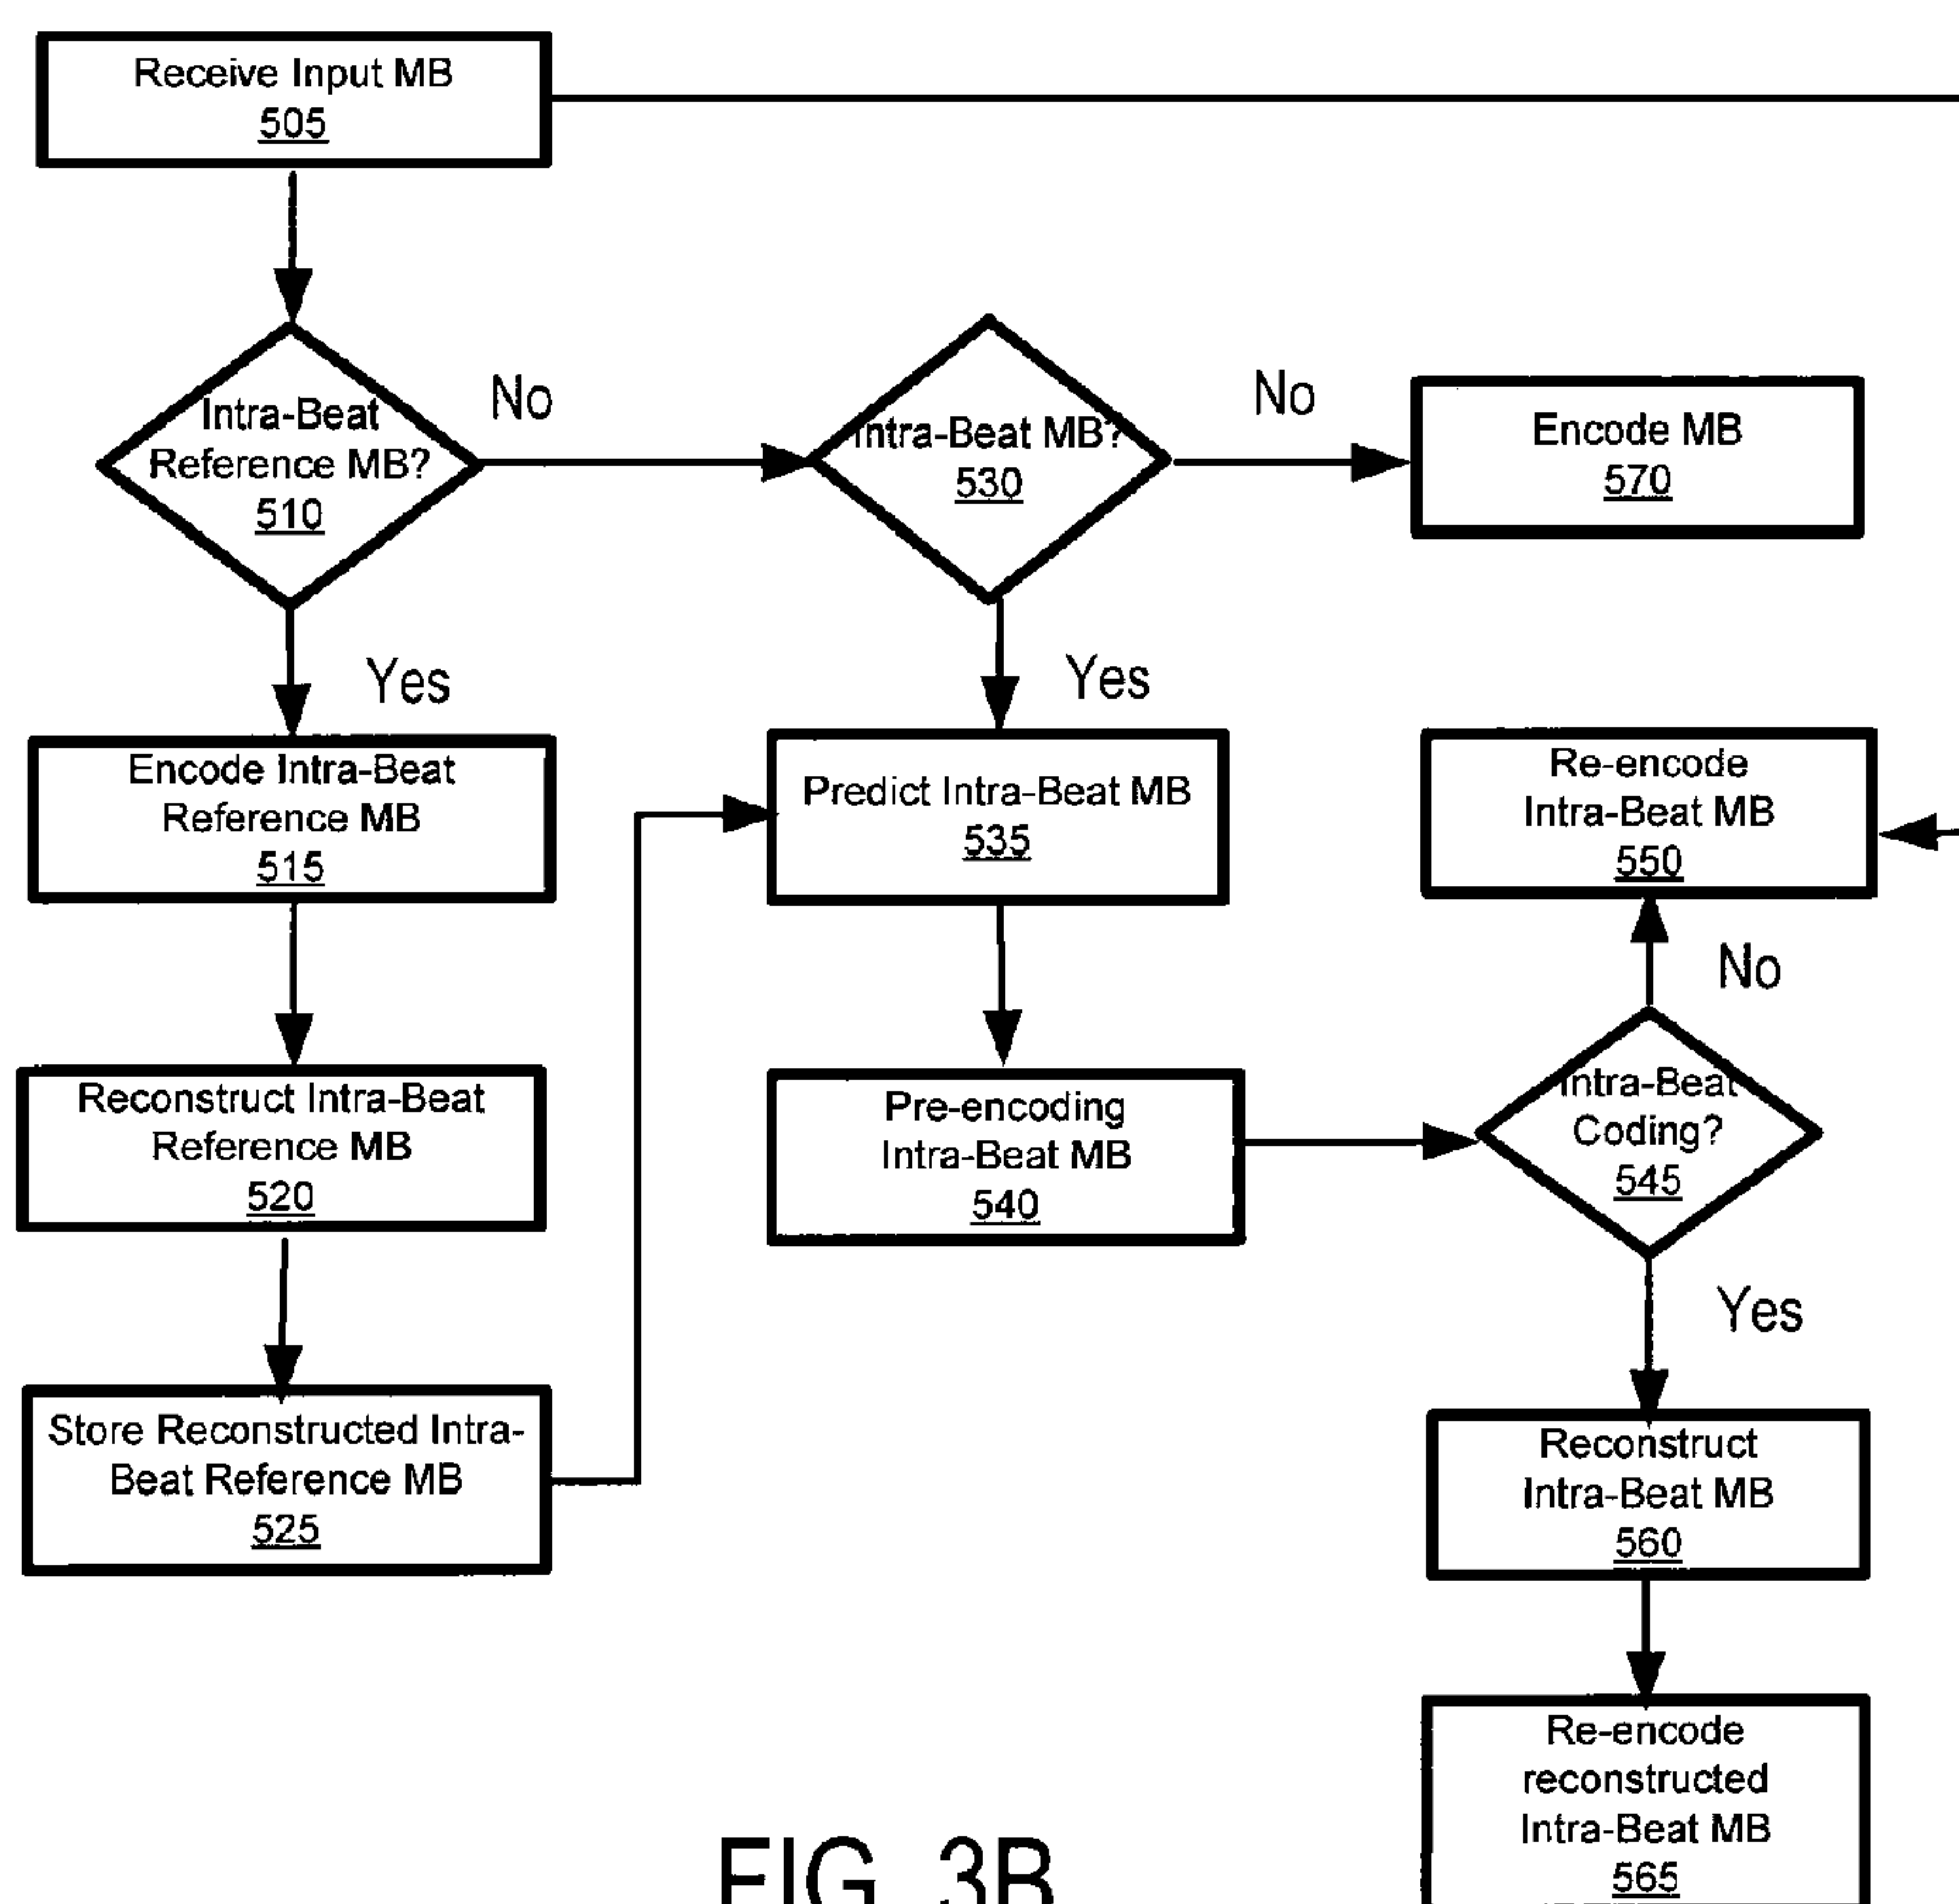 Receive Input MB
505
Intra-Beat
Reference MB?
510
No
Intra-Beat MB?
530
No
Encode MB
570
Yes
Yes
Encode Intra-Beat
Reference MB
515
Predict Intra-Beat MB
535
Re-encode
Intra-Beat MB
550
No
Reconstruct Intra-Beat
Reference MB
520
Pre-encoding
Intra-Beat MB
540
Intra-Beat
Coding?
545
Yes
Store Reconstructed Intra-
Beat Reference MB
525
Reconstruct
Intra-Beat MB
560
Re-encode
reconstructed
Intra-Beat MB
565
FIG. 3B